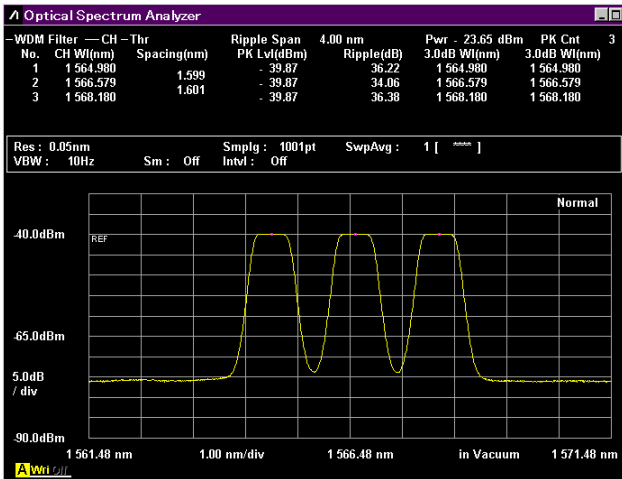 Optical Spectrum Analyzer
WDM Filter — CH – Thr Ripple Span 4.00 nm Pwr - 23.65 dBm PK Cnt 3
No. CH Wl(nm) Spacing(nm) PK Lvl(dBm) Ripple(dB) 3.0dB Wl(nm) 3.0dB Wl(nm)
1 1 564.980 - 39.87 36.22 1 564.980 1 564.980
1.599
2 1 566.579 - 39.87 34.06 1 566.579 1 566.579
1.601
3 1 568.180 - 39.87 36.38 1 568.180 1 568.180
Res : 0.05nm Smplg : 1001pt SwpAvg : 1 [ **** ]
VBW : 10Hz Sm : Off Intvl : Off
Normal
-40.0dBm REF
-65.0dBm
5.0dB
/ div
-90.0dBm
1 561.48 nm 1.00 nm/div 1 566.48 nm in Vacuum 1 571.48 nm
A Wri Off